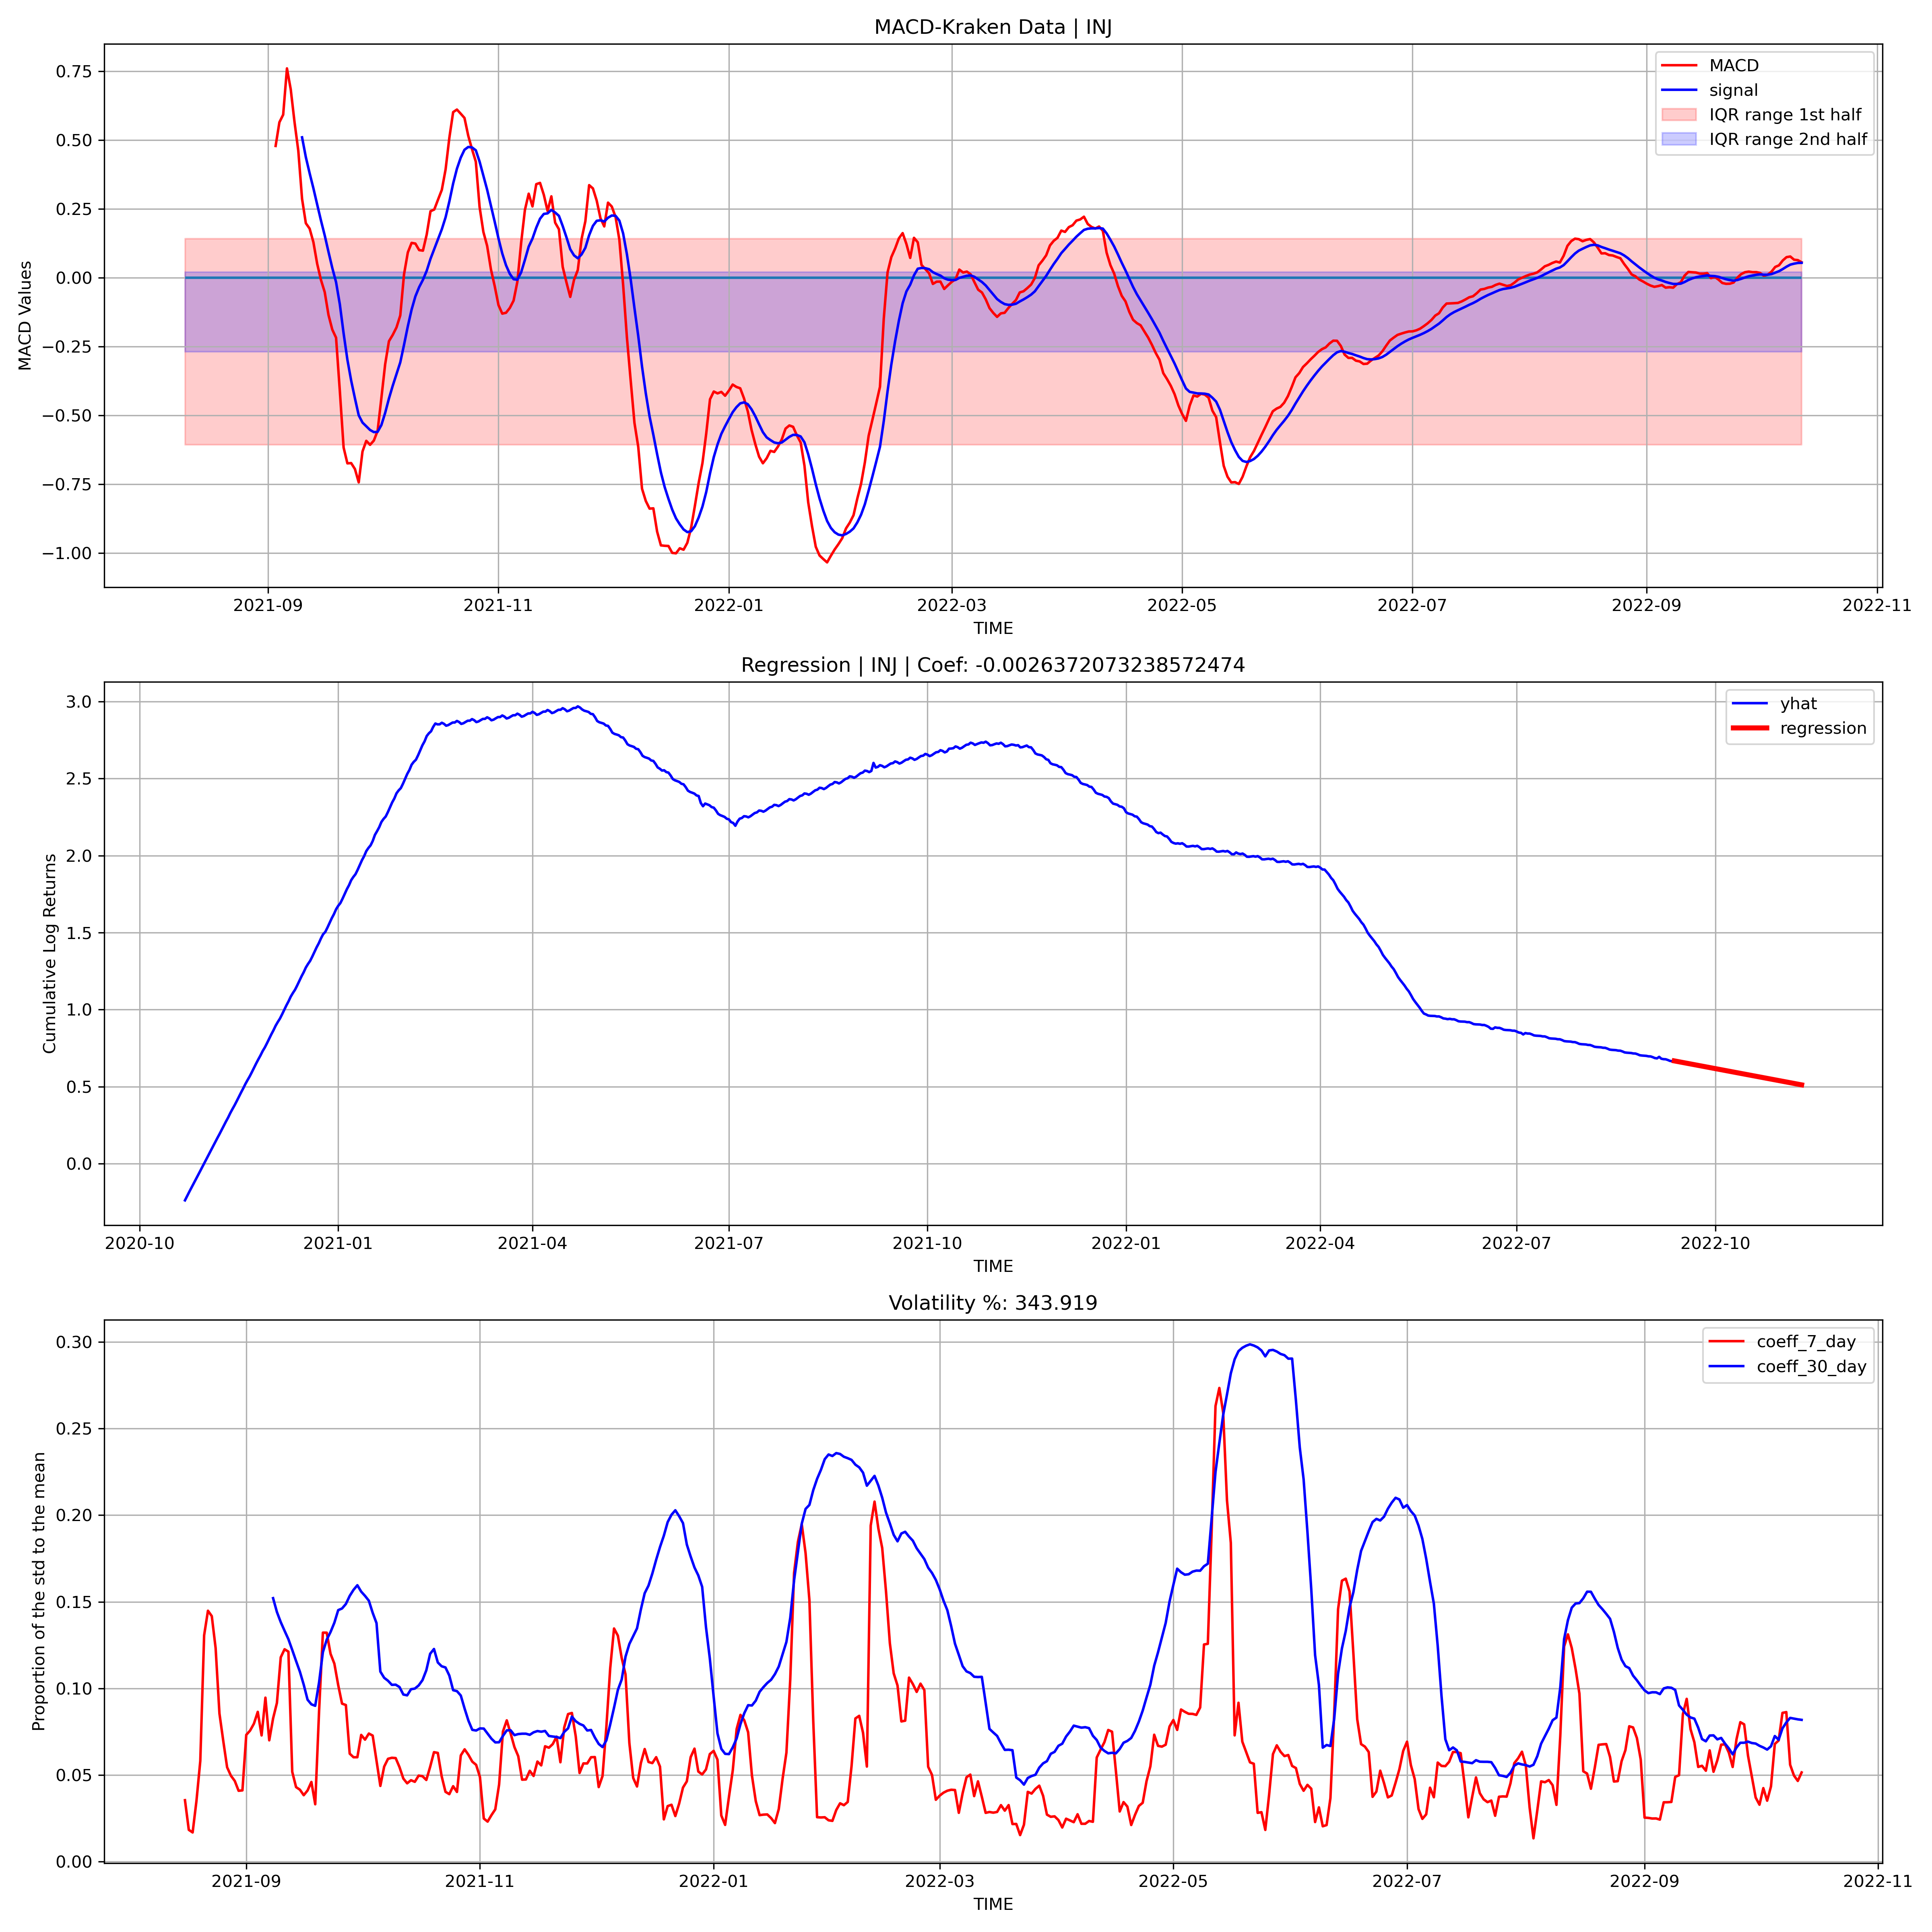 MACD-Kraken Data | INJ
MACD Values
0.75
0.50
0.25
0.00
−0.25
−0.50
−0.75
−1.00
MACD
signal
IQR range 1st half
IQR range 2nd half
2021-09 2021-11 2022-01 2022-03 2022-05 2022-07 2022-09 2022-11
TIME
Regression | INJ | Coef: -0.0026372073238572474
Cumulative Log Returns
3.0
2.5
2.0
1.5
1.0
0.5
0.0
yhat
regression
2020-10 2021-01 2021-04 2021-07 2021-10 2022-01 2022-04 2022-07 2022-10
TIME
Volatility %: 343.919
Proportion of the std to the mean
0.30
0.25
0.20
0.15
0.10
0.05
0.00
coeff_7_day
coeff_30_day
2021-09 2021-11 2022-01 2022-03 2022-05 2022-07 2022-09 2022-11
TIME